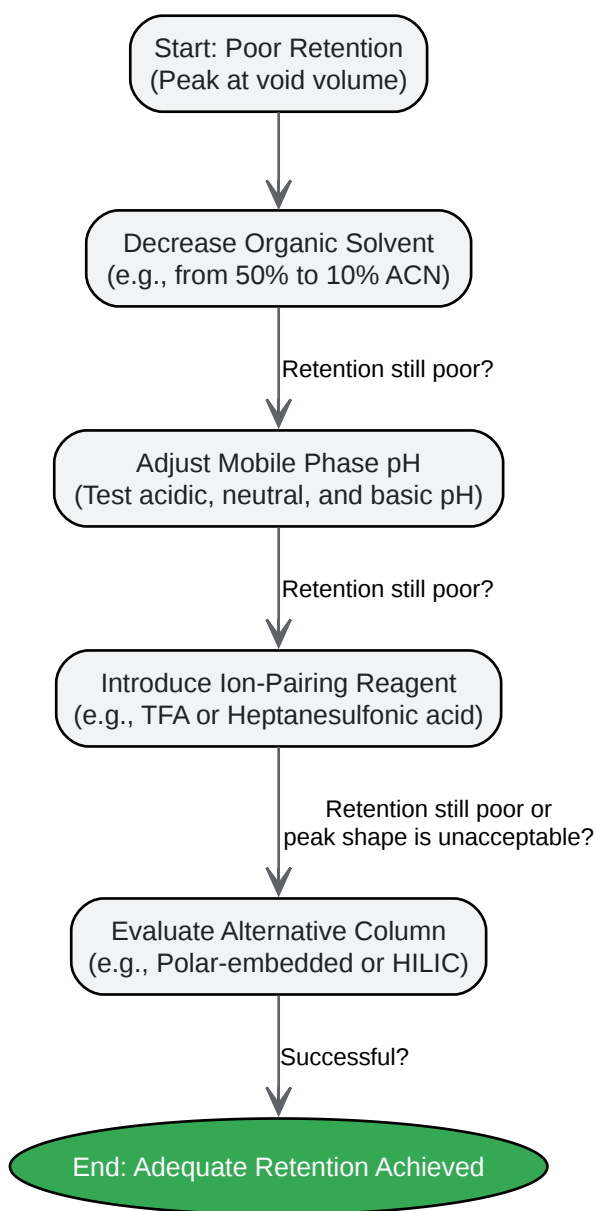 Start: Poor Retention
(Peak at void volume)
Decrease Organic Solvent
(e.g., from 50% to 10% ACN)
Retention still poor?
Adjust Mobile Phase pH
(Test acidic, neutral, and basic pH)
Retention still poor?
Introduce Ion-Pairing Reagent
(e.g., TFA or Heptanesulfonic acid)
Retention still poor or
peak shape is unacceptable?
Evaluate Alternative Column
(e.g., Polar-embedded or HILIC)
Successful?
End: Adequate Retention Achieved